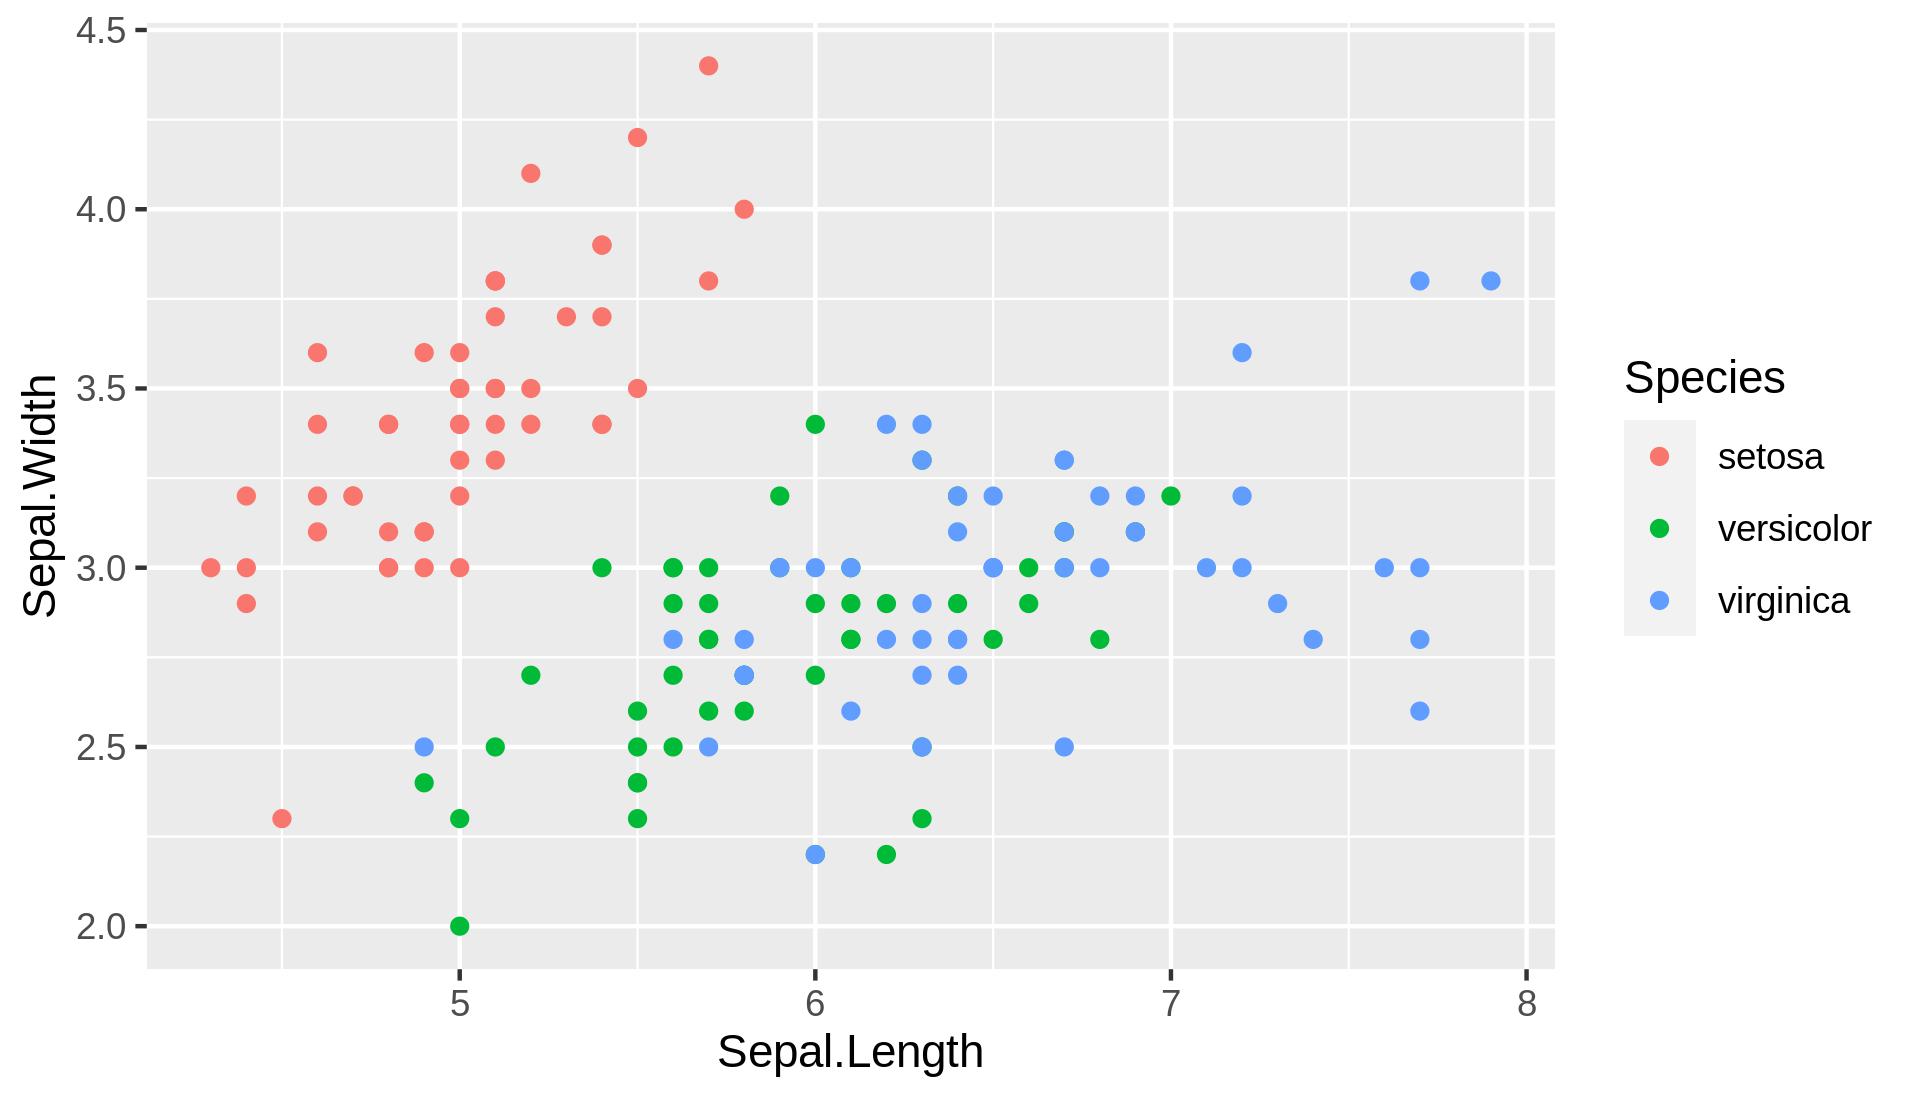 4.5
4.0
3.5
3.0
2.5
2.0
Sepal.Width
5 6 7 8
Sepal.Length
Species
setosa
versicolor
virginica